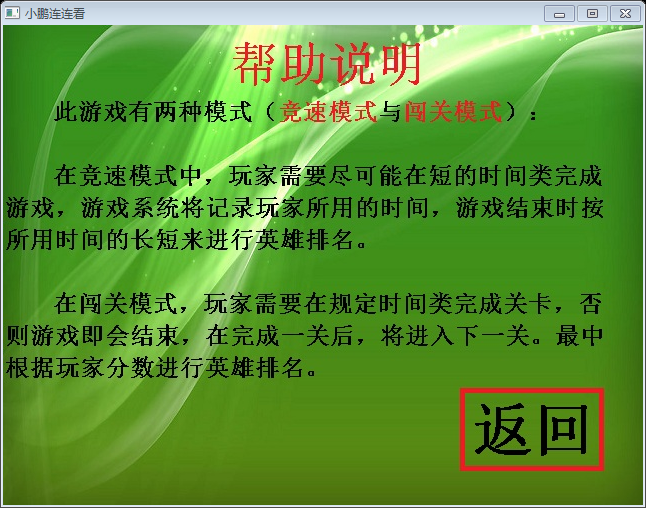 小鹏连连看
帮助说明
此游戏有两种模式（竞速模式与闯关模式）：
在竞速模式中，玩家需要尽可能在短的时间类完成
游戏，游戏系统将记录玩家所用的时间，游戏结束时按
所用时间的长短来进行英雄排名。
在闯关模式，玩家需要在规定时间类完成关卡，否
则游戏即会结束，在完成一关后，将进入下一关。最中
根据玩家分数进行英雄排名。
返回